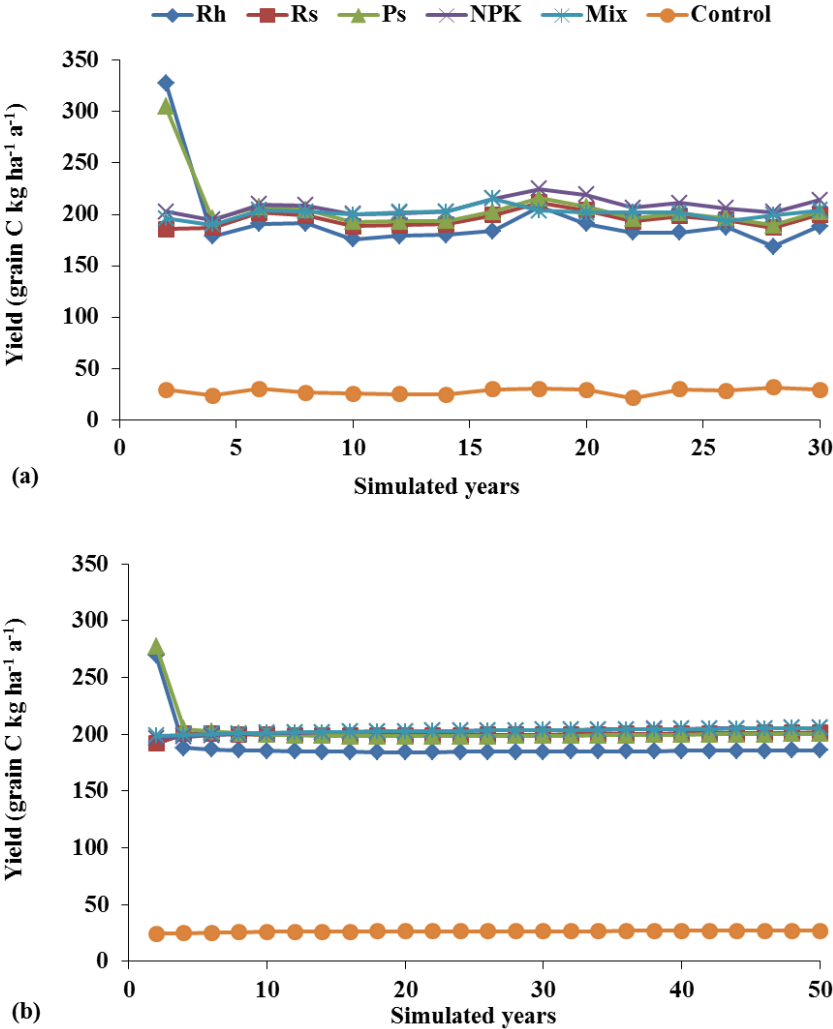 Rh Rs Ps NPK Mix Control
350
300
250
200
150
100
50
0
Yield (grain C kg ha-1 a-1)
0 5 10 15 20 25 30
(a)
Simulated years
350
300
250
200
150
100
50
0
Yield (grain C kg ha-1 a-1)
0 10 20 30 40 50
(b)
Simulated years